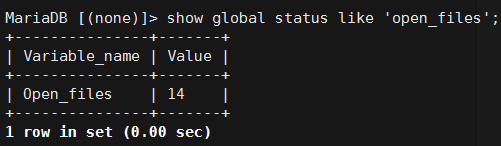 MariaDB [(none)]> show global status like 'open_files';
+---------------+-------+
| Variable_name | Value |
+---------------+-------+
| Open_files    | 14    |
+---------------+-------+
1 row in set (0.00 sec)